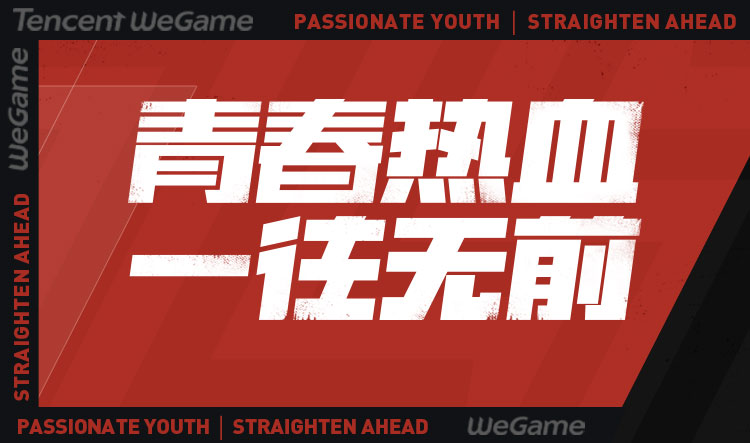 Tencent WeGame
PASSIONATE YOUTH | STRAIGHTEN AHEAD
WeGame
STRAIGHTEN AHEAD
青春热血
一往无前
PASSIONATE YOUTH | STRAIGHTEN AHEAD
WeGame